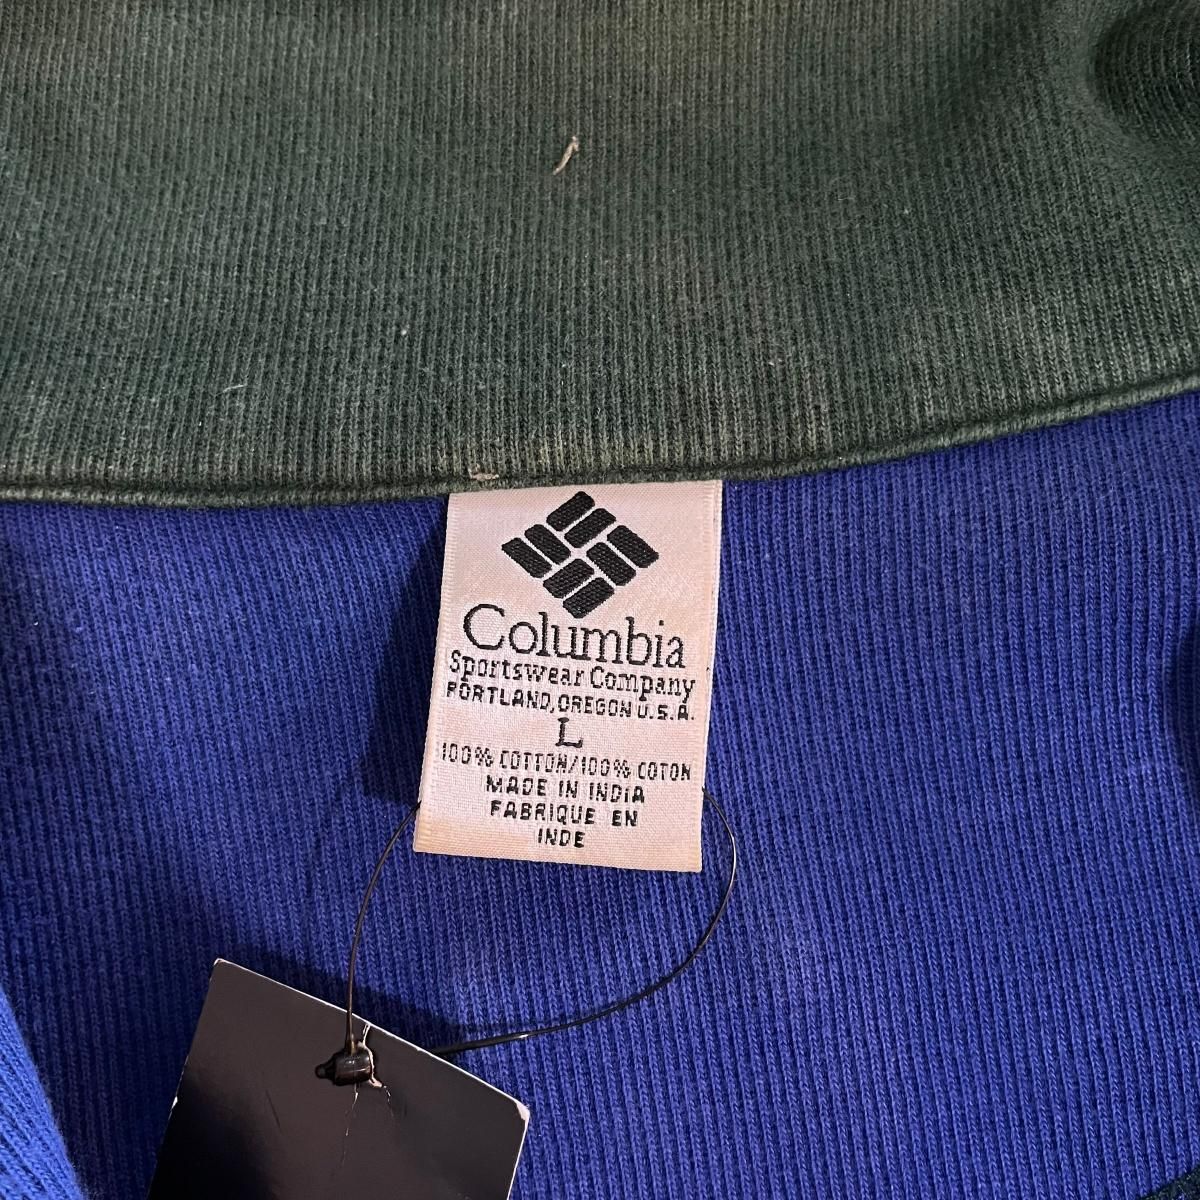 Columbia
Sportswear Company
PORTLAND, OREGON U.S.A.
L
100% COTTON/100% COTON
MADE IN INDIA
FABRIQUE EN
INDE